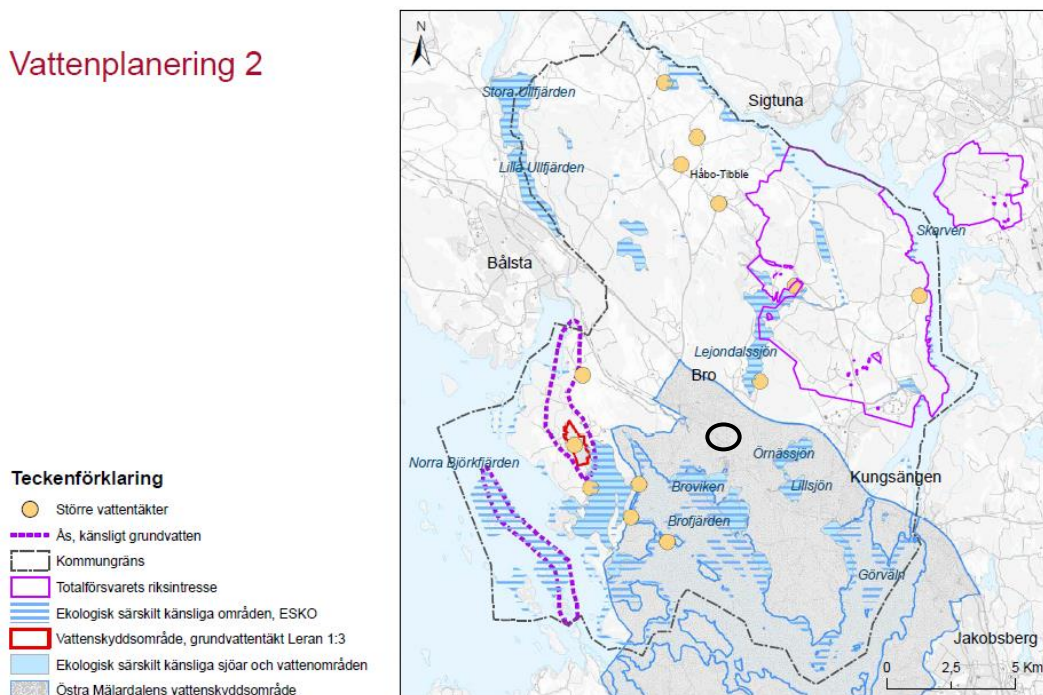 Vattenplanering 2
N
Stora Ullfjärden
Sigtuna
Lilla Ullfjärden
Håbo-Tibble
Skarven
Bålsta
Lejondalssjön
Bro
Norra Björkfjärden
Örnässjön
Kungsängen
Broviken
Lillsjön
Brofjärden
Görväln
Jakobsberg
0 2,5 5 Km
Teckenförklaring
Större vattentäkter
Ås, känsligt grundvatten
Kommungräns
Totalförsvarets riksintresse
Ekologisk särskilt känsliga områden, ESKO
Vattenskyddsområde, grundvattentäkt Leran 1:3
Ekologisk särskilt känsliga sjöar och vattenområden
Östra Mälardalens vattenskyddsområde